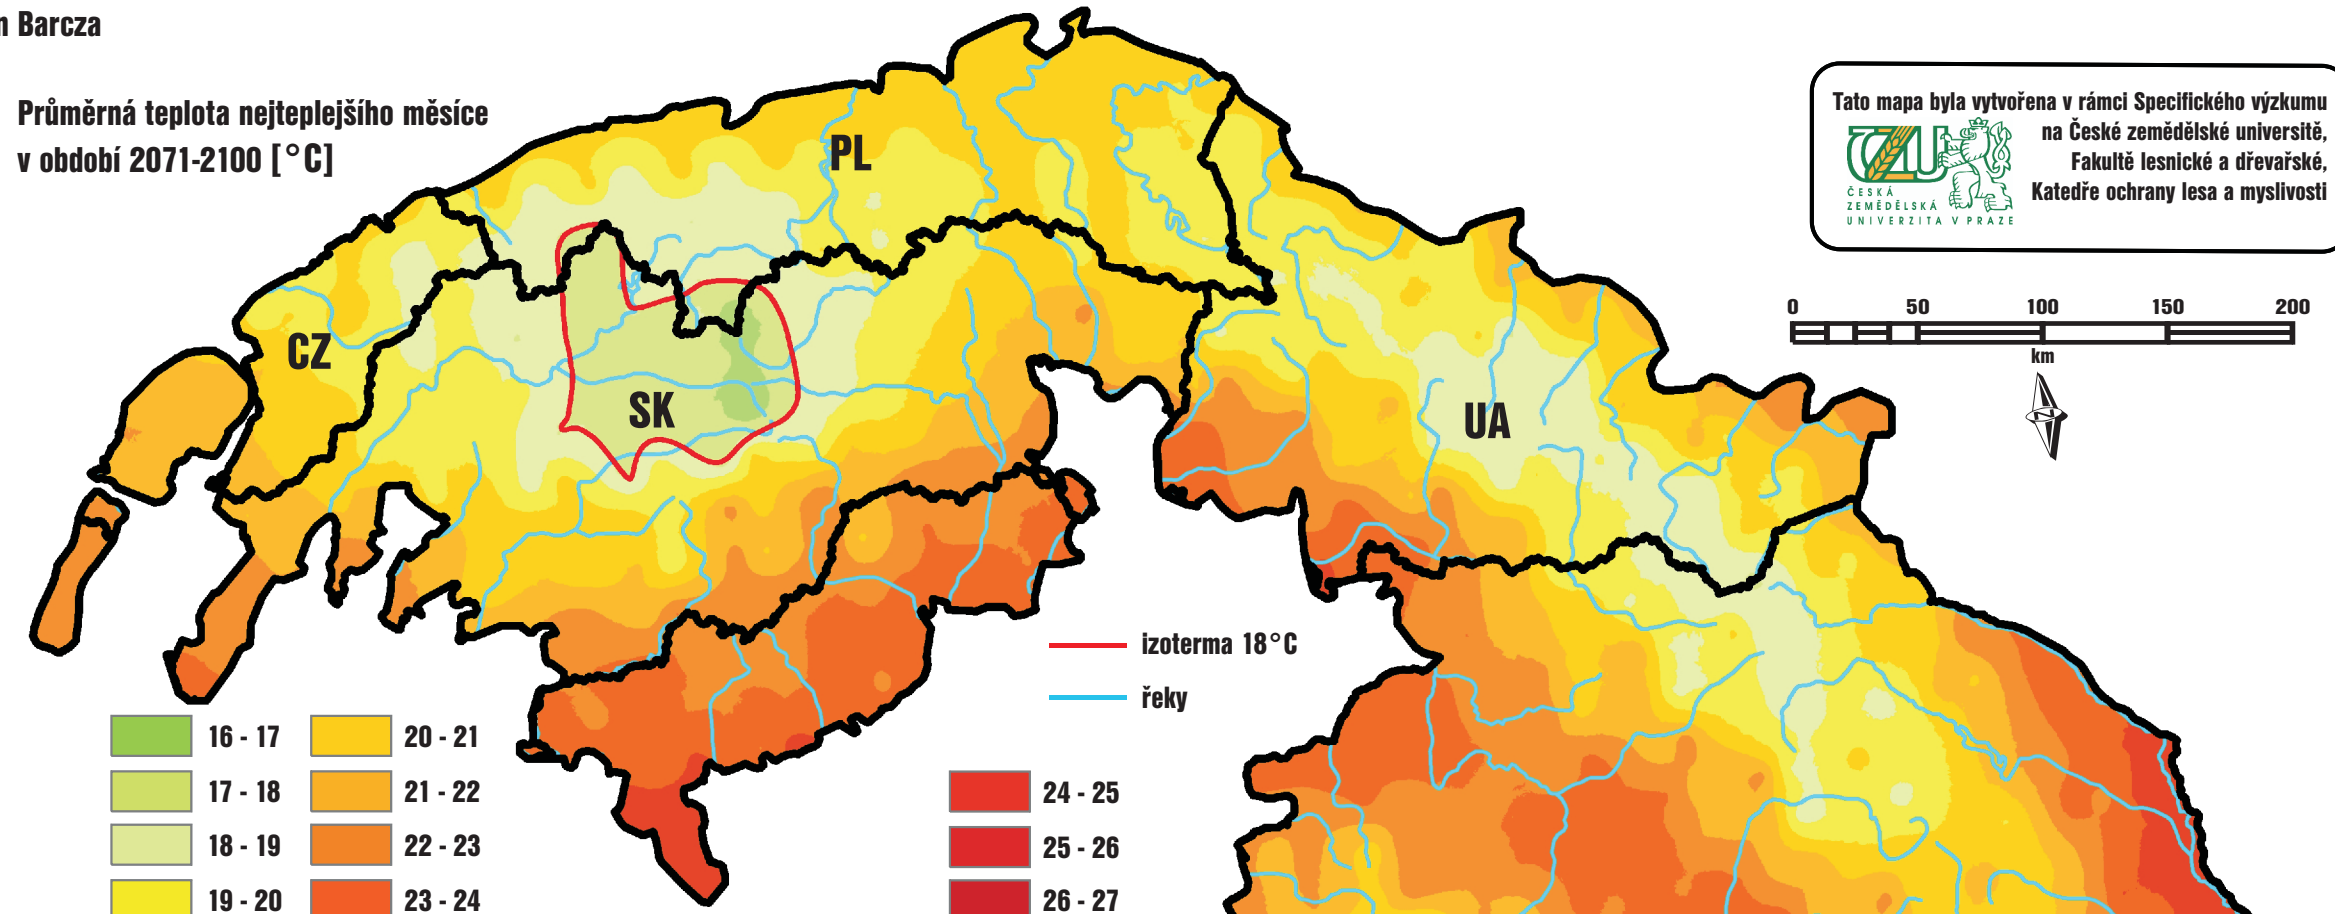 Barcza
Průměrná teplota nejteplejšího měsíce
v období 2071-2100 [°C]
Tato mapa byla vytvořena v rámci Specifického výzkumu
na České zemědělské universitě,
Fakultě lesnické a dřevařské,
Katedře ochrany lesa a myslivosti
ČZU
ČESKÁ
ZEMĚDĚLSKÁ
UNIVERZITA V PRAZE
0 50 100 150 200
km
N
PL
CZ
SK
UA
izoterma 18°C
řeky
16 - 17
17 - 18
18 - 19
19 - 20
20 - 21
21 - 22
22 - 23
23 - 24
24 - 25
25 - 26
26 - 27